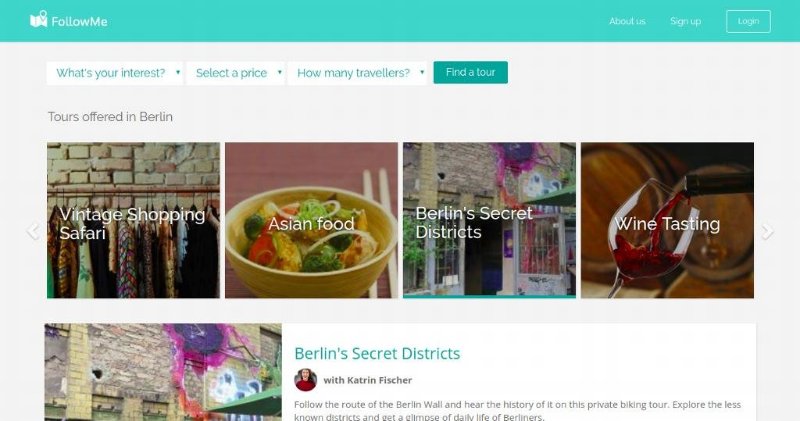 FollowMe
About us
Sign up
Login
What's your interest?
Select a price
How many travellers?
Find a tour
Tours offered in Berlin
Vintage Shopping
Safari
Asian food
Berlin's Secret
Districts
Wine Tasting
Berlin's Secret Districts
with Katrin Fischer
Follow the route of the Berlin Wall and hear the history of it on this private biking tour. Explore the less
known districts and get a glimpse of daily life of Berliners.